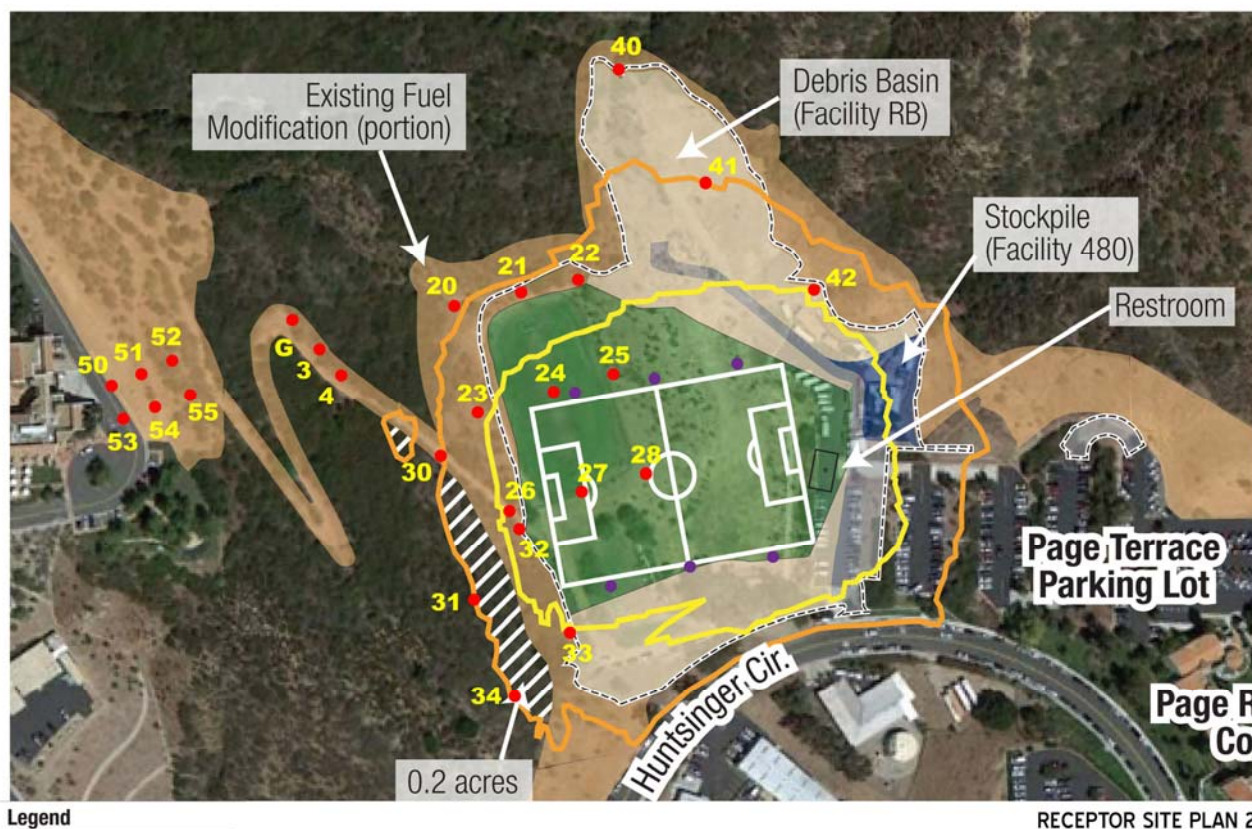 40
Existing Fuel
Modification (portion)
Debris Basin
(Facility RB)
41
Stockpile
(Facility 480)
Restroom
20
21
22
42
G
3
4
50
51
52
53
54
55
23
24
25
30
26
27
28
32
31
33
34
0.2 acres
Huntsinger Cir.
Page Terrace
Parking Lot
Page R
Co
Legend
RECEPTOR SITE PLAN 2